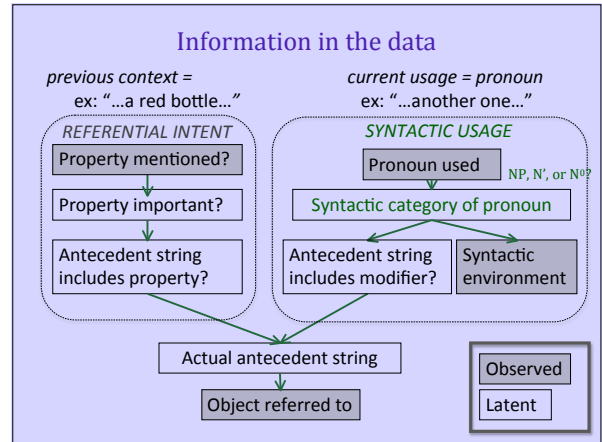 Information in the data
previous context =
ex: “…a red bottle…”
current usage = pronoun
ex: “…another one…”
REFERENTIAL INTENT
Property mentioned?
Property important?
Antecedent string
includes property?
SYNTACTIC USAGE
Pronoun used
NP, N’, or N⁰?
Syntactic category of pronoun
Antecedent string
includes modifier?
Syntactic
environment
Actual antecedent string
Object referred to
Observed
Latent